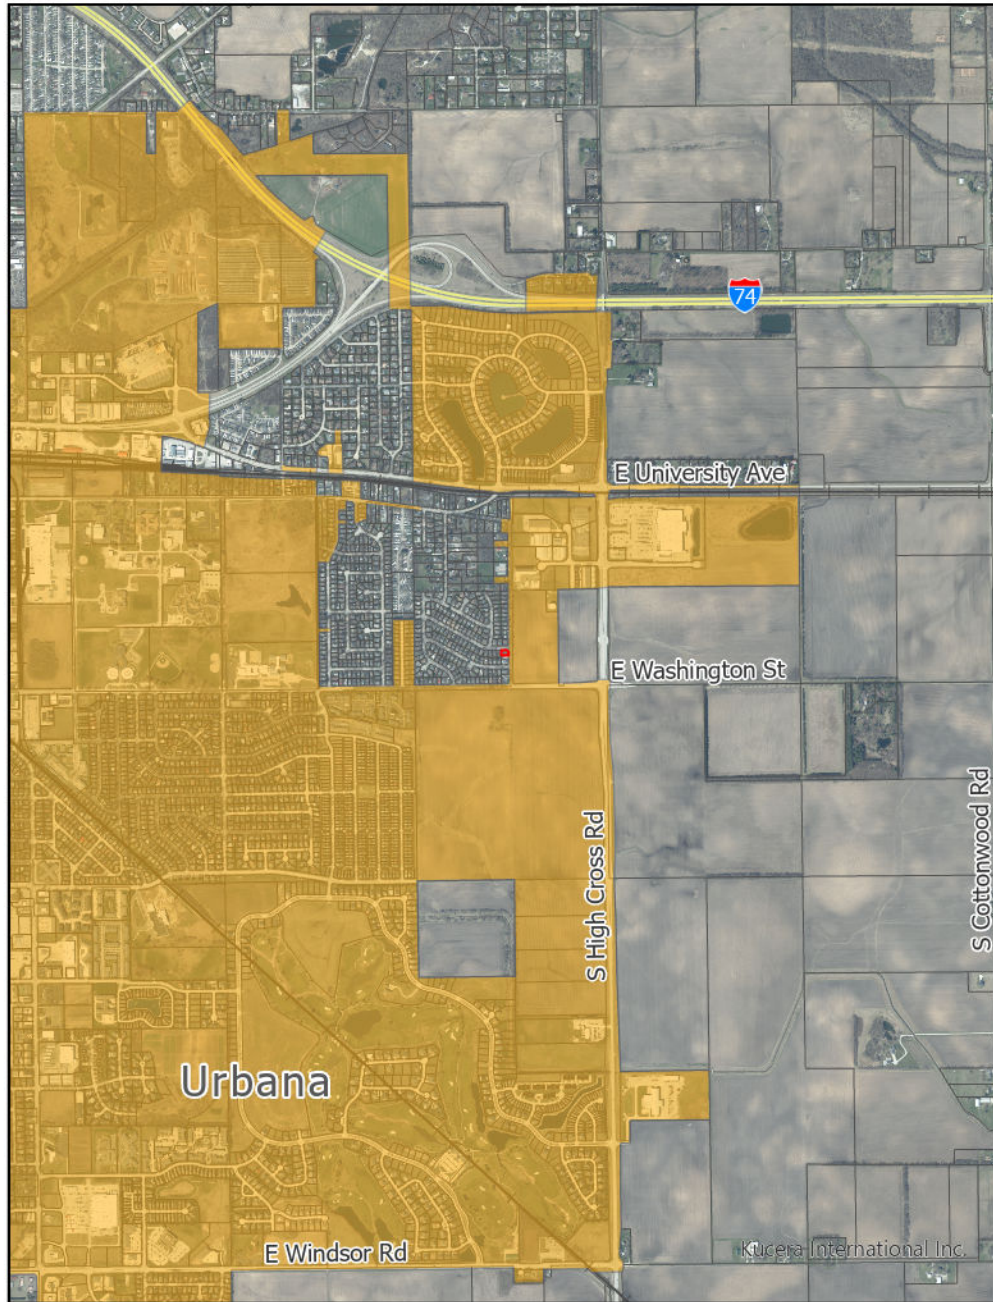 74
E University Ave
E Washington St
S High Cross Rd
S Cottonwood Rd
Urbana
E Windsor Rd
Kucera International Inc.